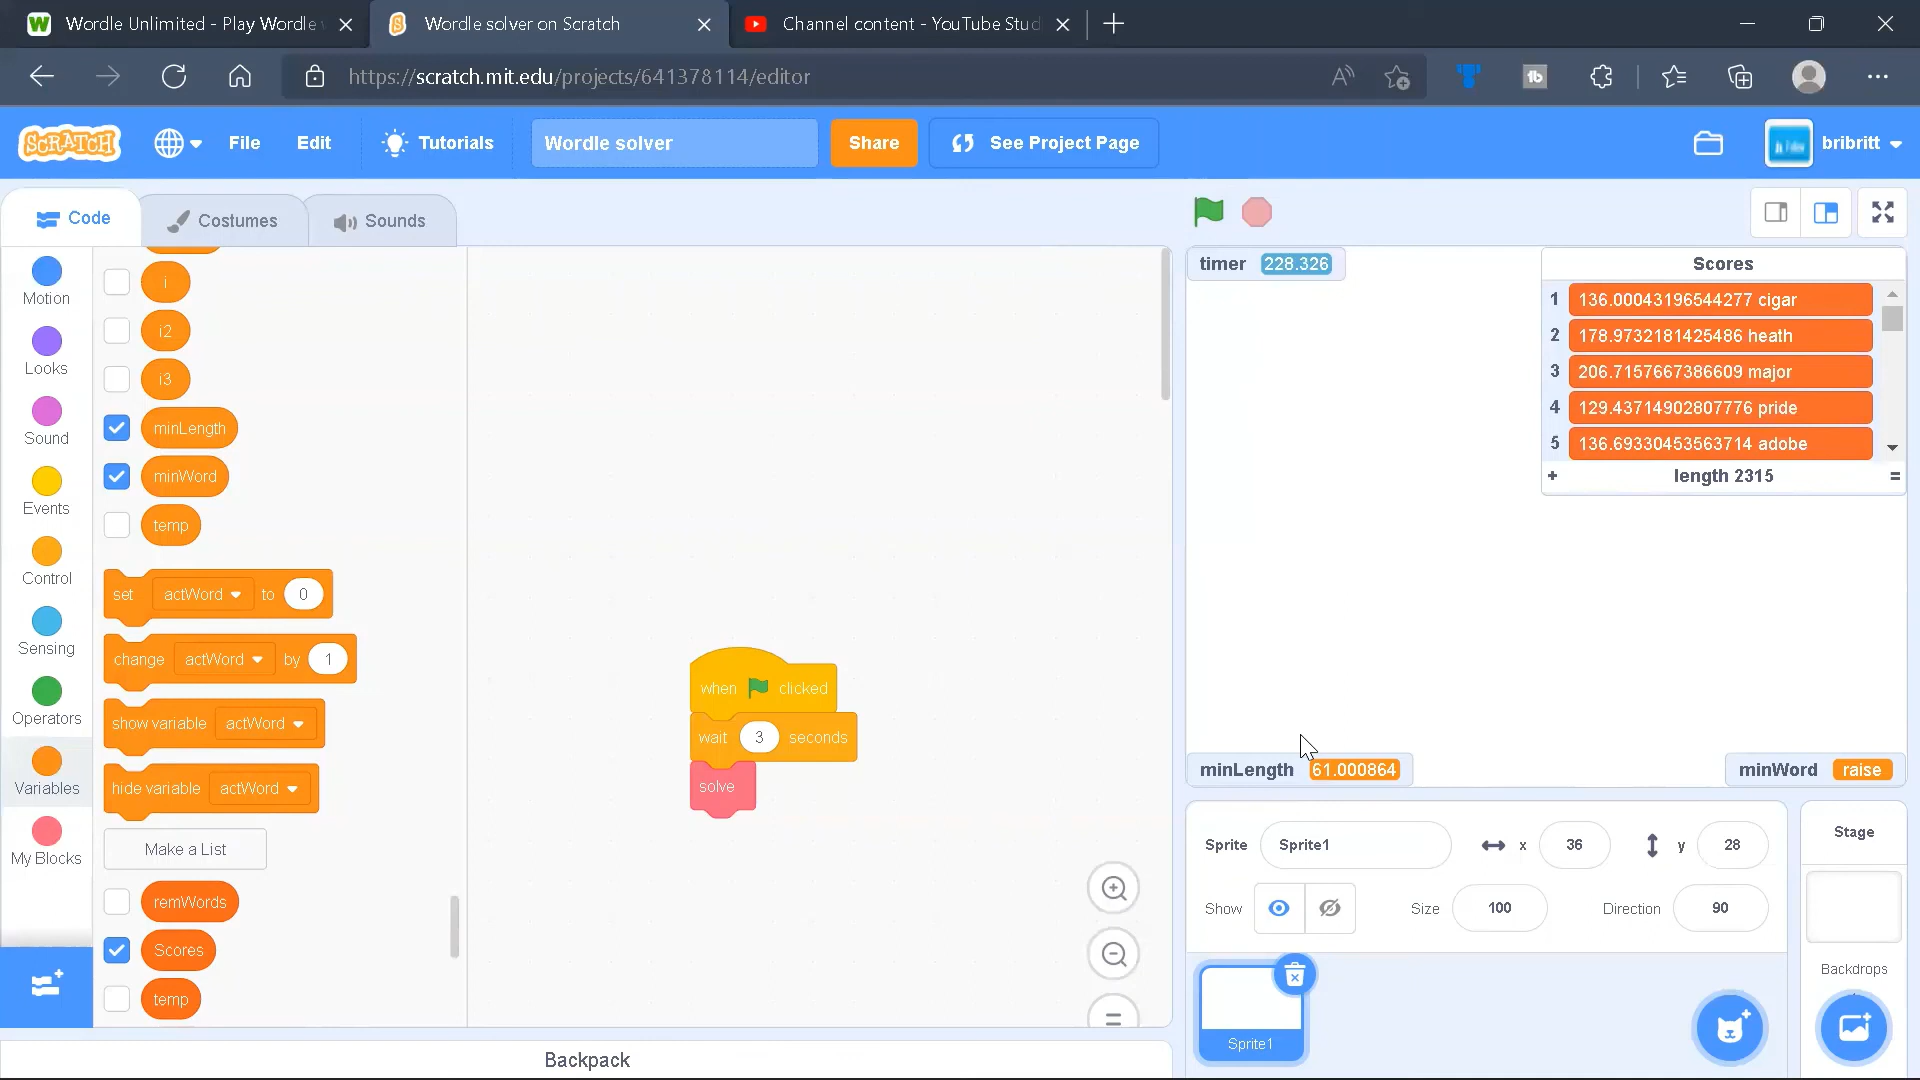 Wordle Unlimited - Play Wordle
Wordle solver on Scratch
Channel content - YouTube Stud
https://scratch.mit.edu/projects/641378114/editor
SCRATCH
File
Edit
Tutorials
Wordle solver
Share
See Project Page
bribritt
Code
Costumes
Sounds
Motion
Looks
Sound
Events
Control
Sensing
Operators
Variables
My Blocks
i
i2
i3
minLength
minWord
temp
set actWord to 0
change actWord by 1
show variable actWord
hide variable actWord
Make a List
remWords
Scores
temp
when clicked
wait 3 seconds
solve
Backpack
timer 228.326
Scores
1 136.00043196544277 cigar
2 178.9732181425486 heath
3 206.7157667386609 major
4 129.43714902807776 pride
5 136.69330453563714 adobe
+ length 2315 =
minLength 61.000864
minWord raise
Sprite Sprite1 x 36 y 28
Show Size 100 Direction 90
Sprite1
Stage
Backdrops